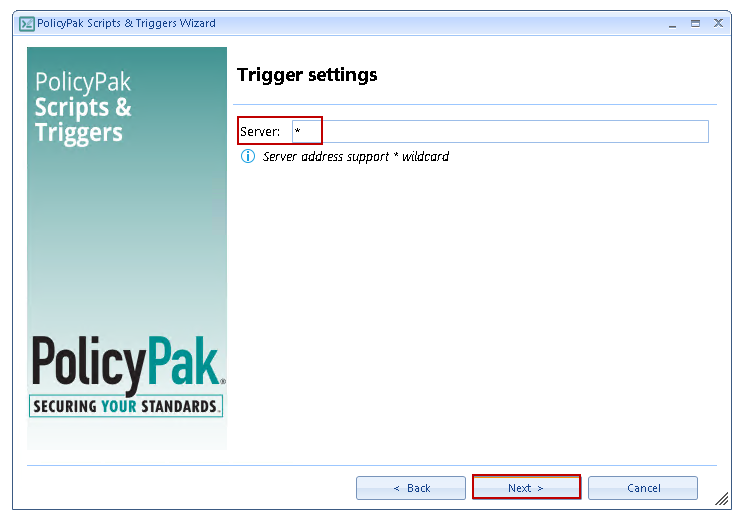 PolicyPak Scripts & Triggers Wizard
PolicyPak
Scripts &
Triggers
Trigger settings
Server: *
Server address support * wildcard
PolicyPak®
SECURING YOUR STANDARDS™
< Back
Next >
Cancel